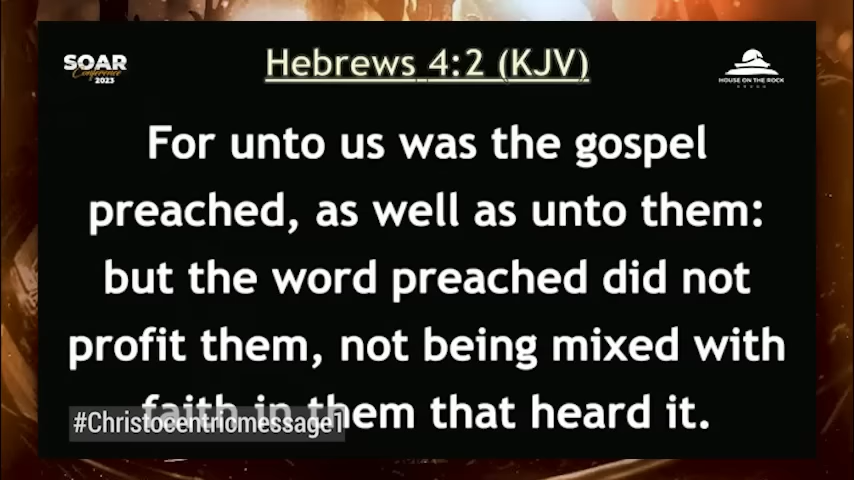 SOAR
Conference
2023
Hebrews 4:2 (KJV)
HOUSE ON THE ROCK
For unto us was the gospel
preached, as well as unto them:
but the word preached did not
profit them, not being mixed with
faith in them that heard it.
#Christocentricmessage1